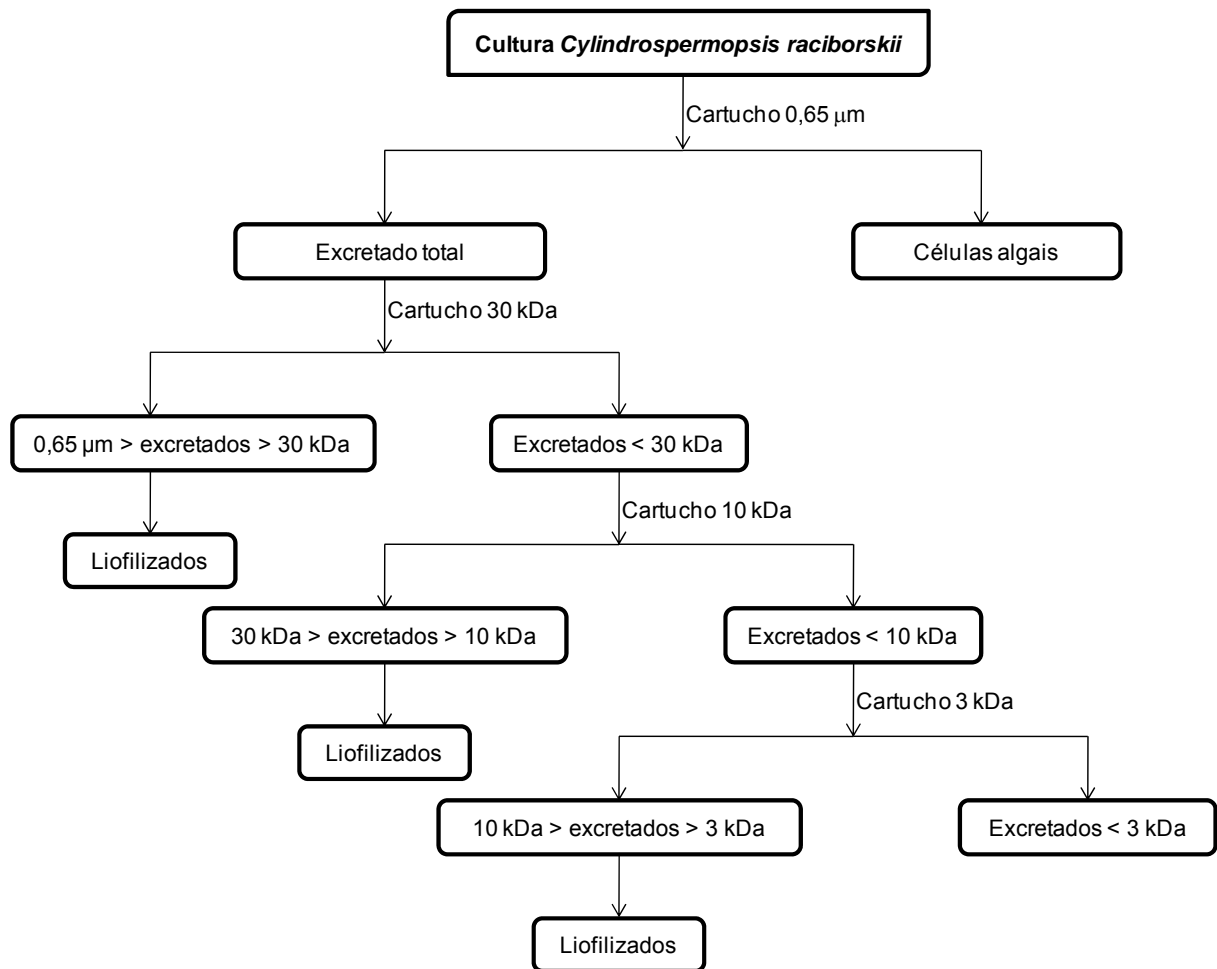 Cultura Cylindrospermopsis raciborskii
Cartucho 0,65 µm
Excretado total
Células algais
Cartucho 30 kDa
0,65 µm > excretados > 30 kDa
Excretados < 30 kDa
Cartucho 10 kDa
Liofilizados
30 kDa > excretados > 10 kDa
Excretados < 10 kDa
Cartucho 3 kDa
Liofilizados
10 kDa > excretados > 3 kDa
Excretados < 3 kDa
Liofilizados